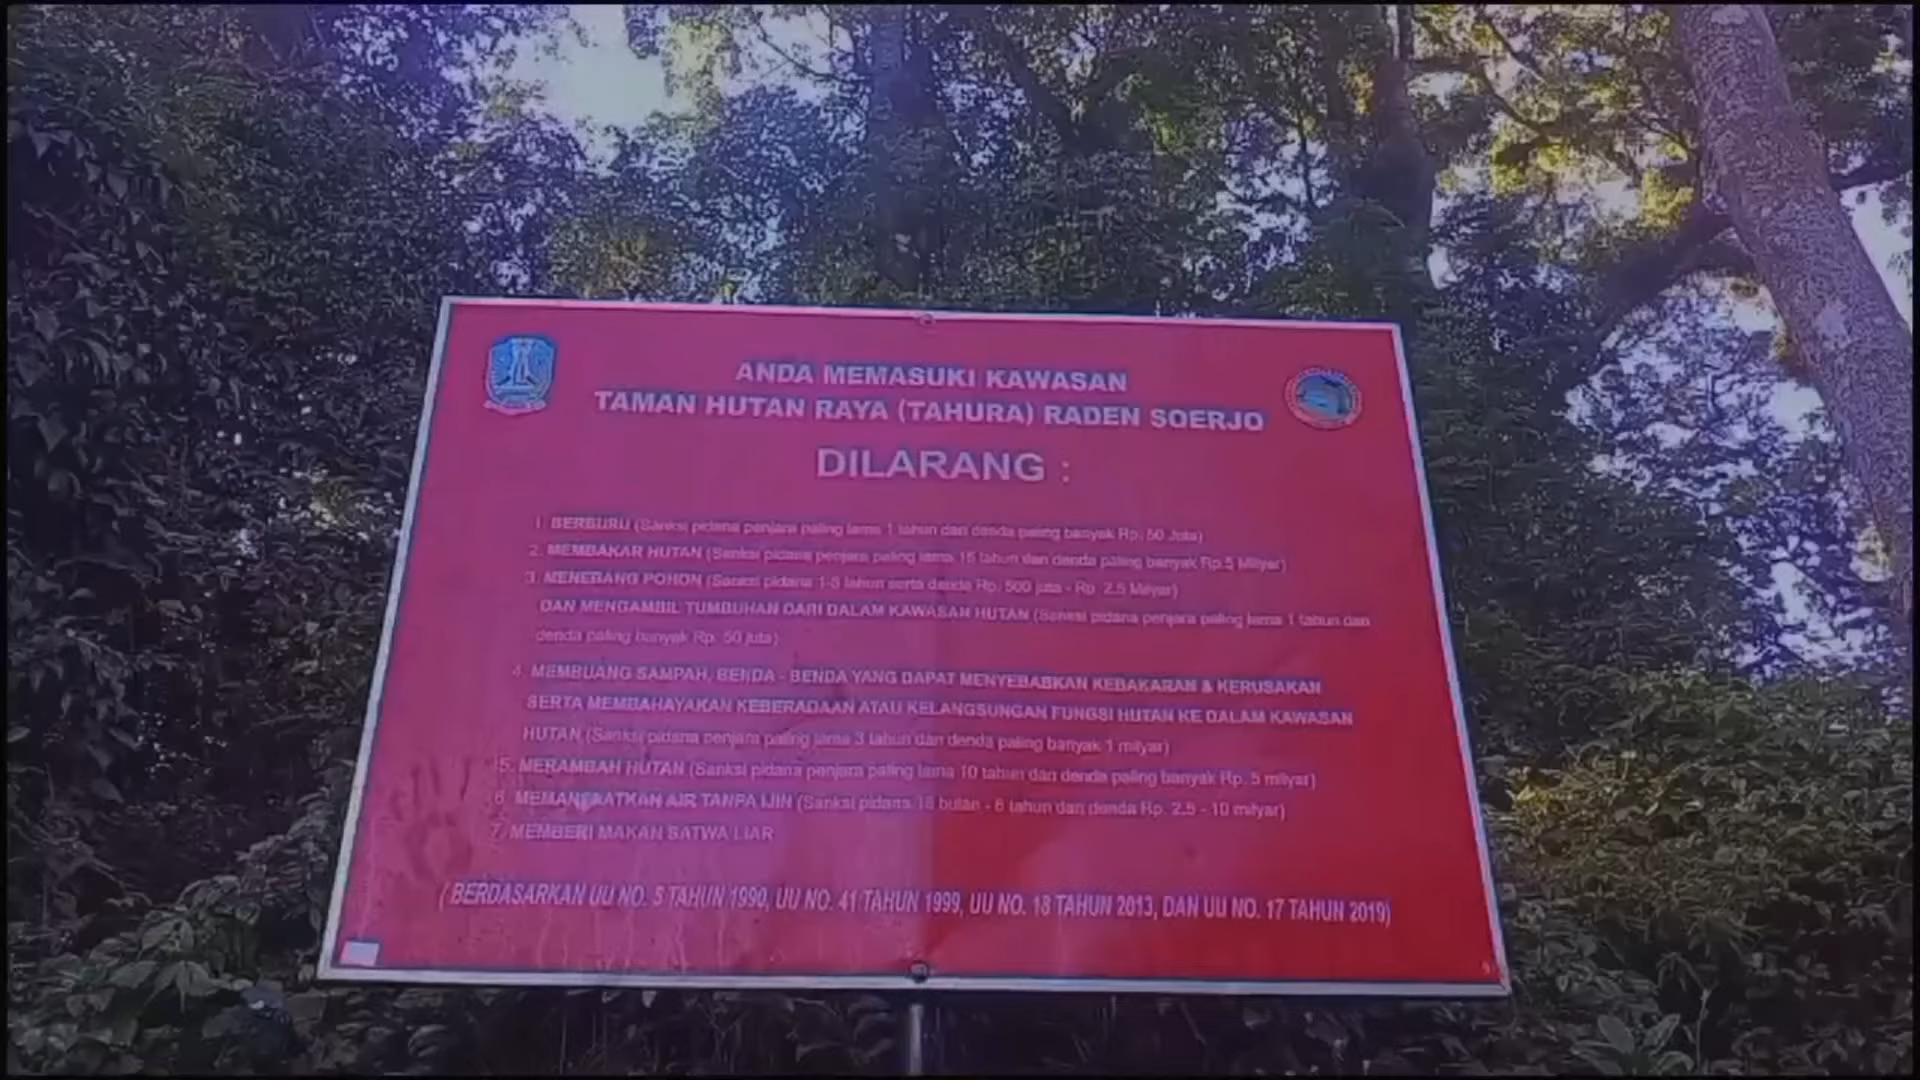 ANDA MEMASUKI KAWASAN
TAMAN HUTAN RAYA (TAHURA) RADEN SOERJO
DILARANG :
1. BERBURU (Sanksi pidana penjara paling lama 1 tahun dan denda paling banyak Rp. 50 Juta)
2. MEMBAKAR HUTAN (Sanksi pidana penjara paling lama 15 tahun dan denda paling banyak Rp.5 Milyar)
3. MENEBANG POHON (Sanksi pidana 1-5 tahun serta denda Rp. 500 juta - Rp. 2.5 Milyar)
DAN MENGAMBIL TUMBUHAN DARI DALAM KAWASAN HUTAN (Sanksi pidana penjara paling lama 1 tahun dan
denda paling banyak Rp. 50 juta)
4. MEMBUANG SAMPAH, BENDA - BENDA YANG DAPAT MENYEBABKAN KEBAKARAN & KERUSAKAN
SERTA MEMBAHAYAKAN KEBERADAAN ATAU KELANGSUNGAN FUNGSI HUTAN KE DALAM KAWASAN
HUTAN (Sanksi pidana penjara paling lama 3 tahun dan denda paling banyak 1 milyar)
5. MERAMBAH HUTAN (Sanksi pidana penjara paling lama 10 tahun dan denda paling banyak Rp. 5 milyar)
6. MEMANFAATKAN AIR TANPA IJIN (Sanksi pidana 18 bulan - 6 tahun dan denda Rp. 2.5 - 10 milyar)
7. MEMBERI MAKAN SATWA LIAR
( BERDASARKAN UU NO. 5 TAHUN 1990, UU NO. 41 TAHUN 1999, UU NO. 18 TAHUN 2013, DAN UU NO. 17 TAHUN 2019)